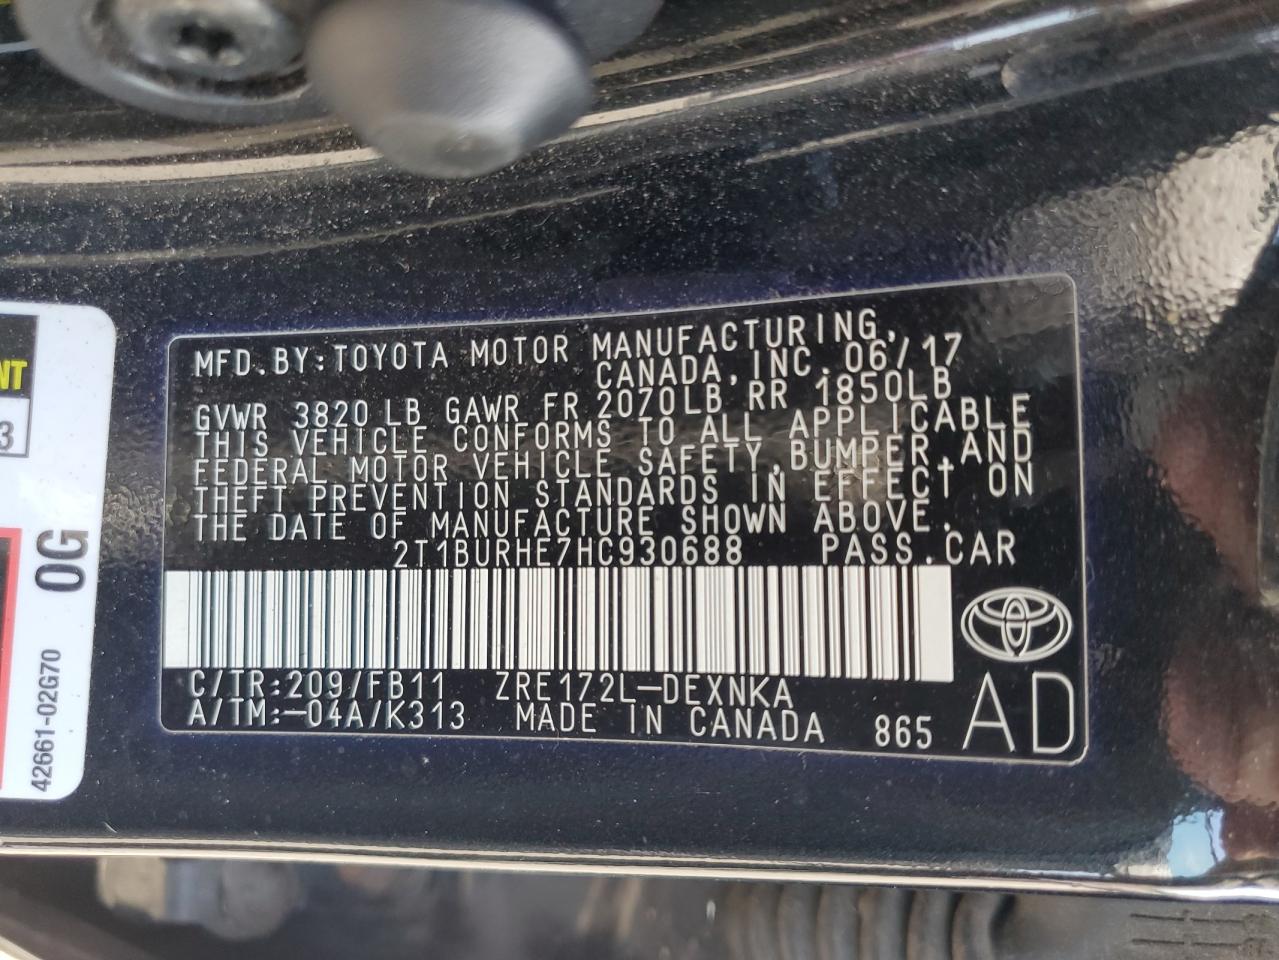 MFD.BY:TOYOTA MOTOR MANUFACTURING,
CANADA,INC.06/17
GVWR 3820LB GAWR FR 2070LB RR 1850LB
THIS VEHICLE CONFORMS TO ALL APPLICABLE
FEDERAL MOTOR VEHICLE SAFETY,BUMPER,AND
THEFT PREVENTION STANDARDS IN EFFECT ON
THE DATE OF MANUFACTURE SHOWN ABOVE.
2T1BURHE7HC930688 PASS.CAR
C/TR:209/FB11 ZRE172L-DEXNKA
A/TM:-04A/K313 MADE IN CANADA 865
AD
NT
3
0G
42661-02G70